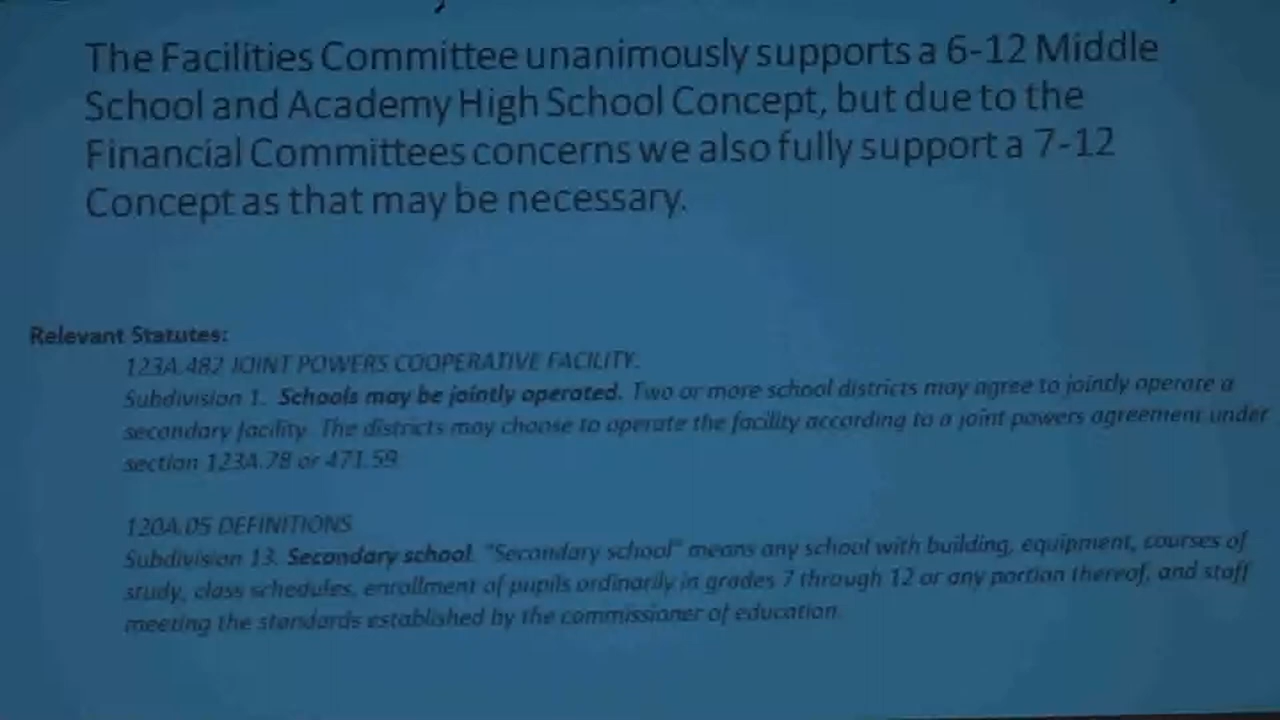 The Facilities Committee unanimously supports a 6-12 Middle
School and Academy High School Concept, but due to the
Financial Committees concerns we also fully support a 7-12
Concept as that may be necessary.
Relevant Statutes:
123A.482 JOINT POWERS COOPERATIVE FACILITY.
Subdivision 1. Schools may be jointly operated. Two or more school districts may agree to jointly operate a
secondary facility. The districts may choose to operate the facility according to a joint powers agreement under
section 123A.78 or 471.59
120A.05 DEFINITIONS
Subdivision 13. Secondary school. "Secondary school" means any school with building, equipment, courses of
study, class schedules, enrollment of pupils ordinarily in grades 7 through 12 or any portion thereof, and staff
meeting the standards established by the commissioner of education.